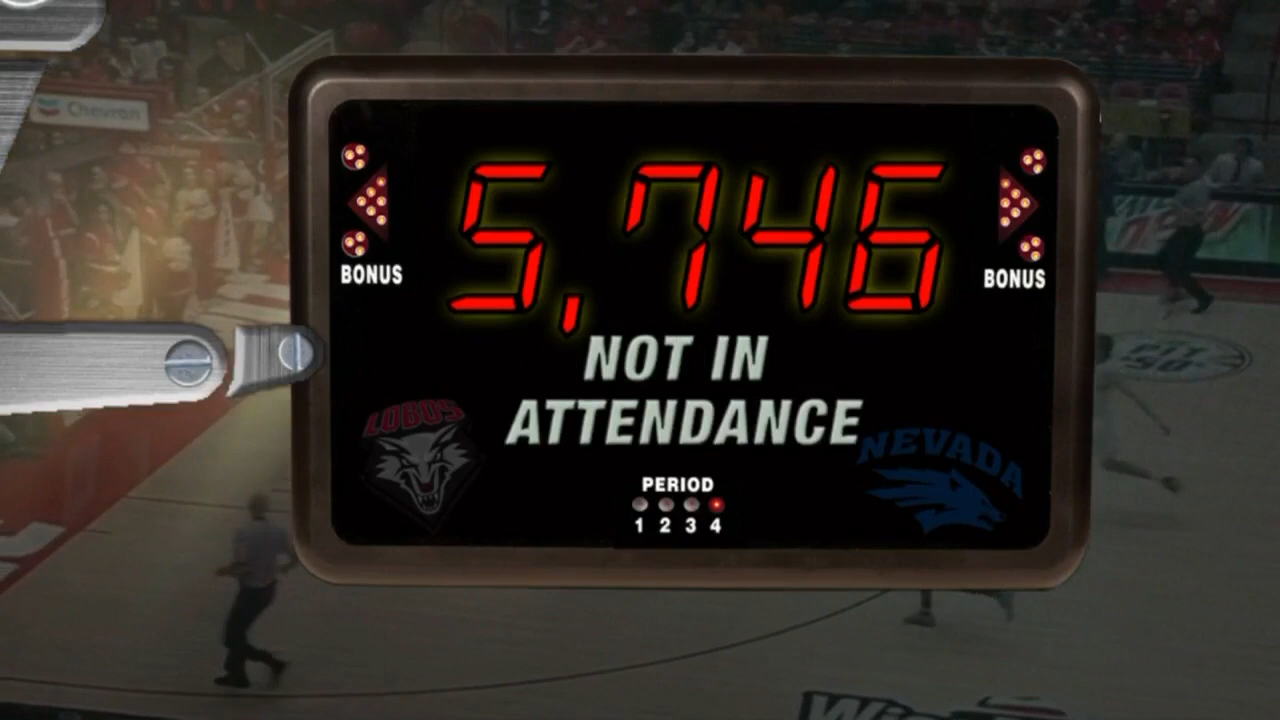 Chevron
5,746
BONUS
BONUS
NOT IN
ATTENDANCE
LOBOS
NEVADA
PERIOD
1 2 3 4